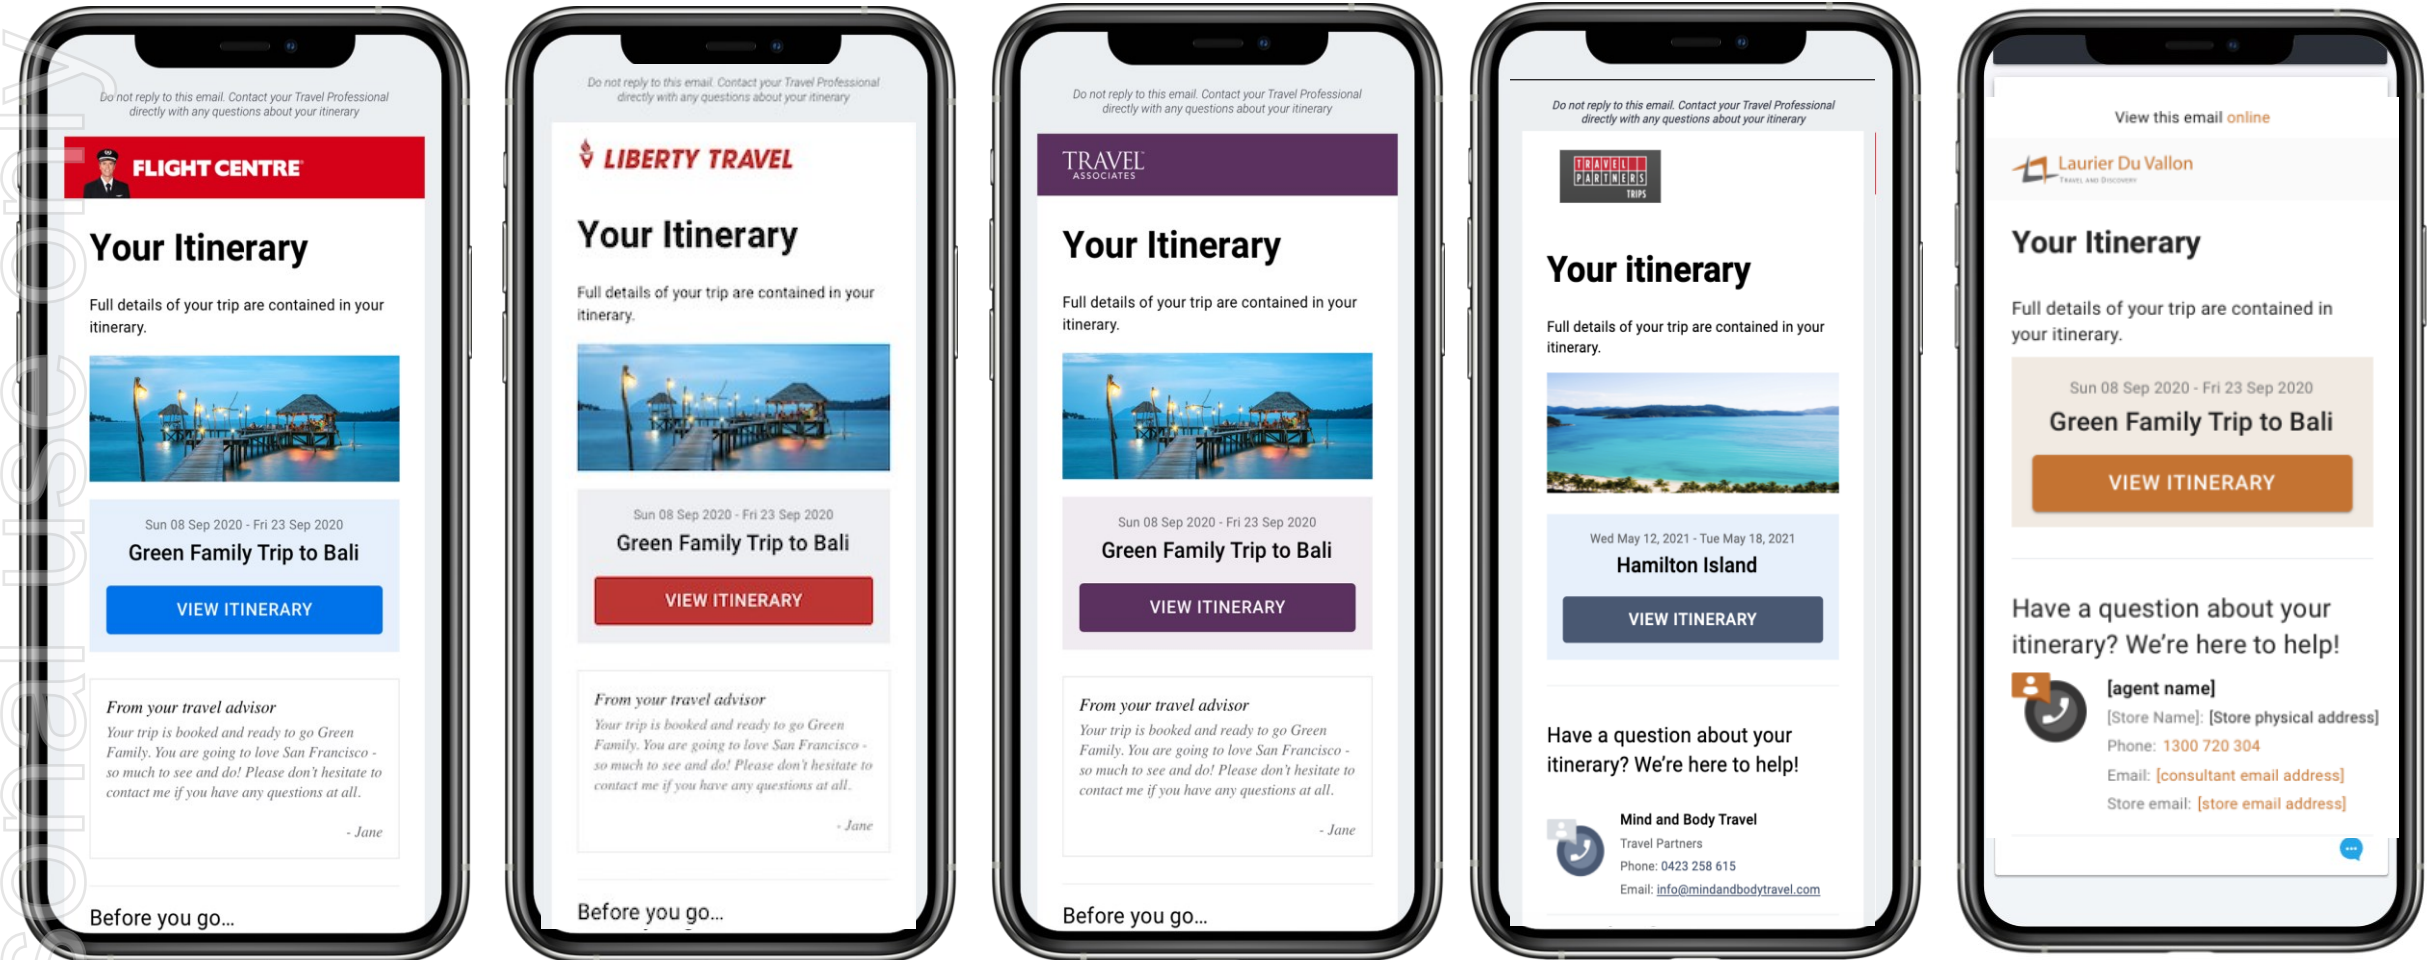 Do not reply to this email. Contact your Travel Professional
directly with any questions about your itinerary
FLIGHT CENTRE
Your Itinerary
Full details of your trip are contained in your
itinerary.
Sun 08 Sep 2020 - Fri 23 Sep 2020
Green Family Trip to Bali
VIEW ITINERARY
From your travel advisor
Your trip is booked and ready to go Green
Family. You are going to love San Francisco -
so much to see and do! Please don't hesitate to
contact me if you have any questions at all.
- Jane
Before you go...
Do not reply to this email. Contact your Travel Professional
directly with any questions about your itinerary
LIBERTY TRAVEL
Your Itinerary
Full details of your trip are contained in your
itinerary.
Sun 08 Sep 2020 - Fri 23 Sep 2020
Green Family Trip to Bali
VIEW ITINERARY
From your travel advisor
Your trip is booked and ready to go Green
Family. You are going to love San Francisco -
so much to see and do! Please don't hesitate to
contact me if you have any questions at all.
- Jane
Before you go...
Do not reply to this email. Contact your Travel Professional
directly with any questions about your itinerary
TRAVEL
ASSOCIATES
Your Itinerary
Full details of your trip are contained in your
itinerary.
Sun 08 Sep 2020 - Fri 23 Sep 2020
Green Family Trip to Bali
VIEW ITINERARY
From your travel advisor
Your trip is booked and ready to go Green
Family. You are going to love San Francisco -
so much to see and do! Please don't hesitate to
contact me if you have any questions at all.
- Jane
Before you go...
Do not reply to this email. Contact your Travel Professional
directly with any questions about your itinerary
TRAVEL
PARTNERS
TRIPS
Your itinerary
Full details of your trip are contained in your
itinerary.
Wed May 12, 2021 - Tue May 18, 2021
Hamilton Island
VIEW ITINERARY
Have a question about your
itinerary? We're here to help!
Mind and Body Travel
Travel Partners
Phone: 0423 258 615
Email: info@mindandbodytravel.com
View this email online
Laurier Du Vallon
TRAVEL AND DISCOVERY
Your Itinerary
Full details of your trip are contained in
your itinerary.
Sun 08 Sep 2020 - Fri 23 Sep 2020
Green Family Trip to Bali
VIEW ITINERARY
Have a question about your
itinerary? We're here to help!
[agent name]
[Store Name]: [Store physical address]
Phone: 1300 720 304
Email: [consultant email address]
Store email: [store email address]
sonal use only